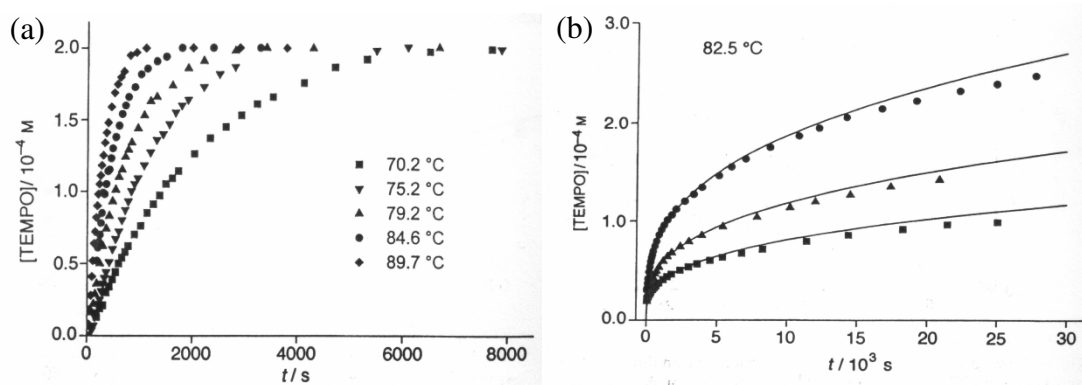 (a)
[TEMPO]/ 10⁻⁴ M
2.0
1.5
1.0
0.5
0.0
70.2 °C
75.2 °C
79.2 °C
84.6 °C
89.7 °C
0 2000 4000 6000 8000
t / s
(b)
82.5 °C
[TEMPO]/ 10⁻⁴ M
3.0
2.0
1.0
0.0
0 5 10 15 20 25 30
t / 10³ s